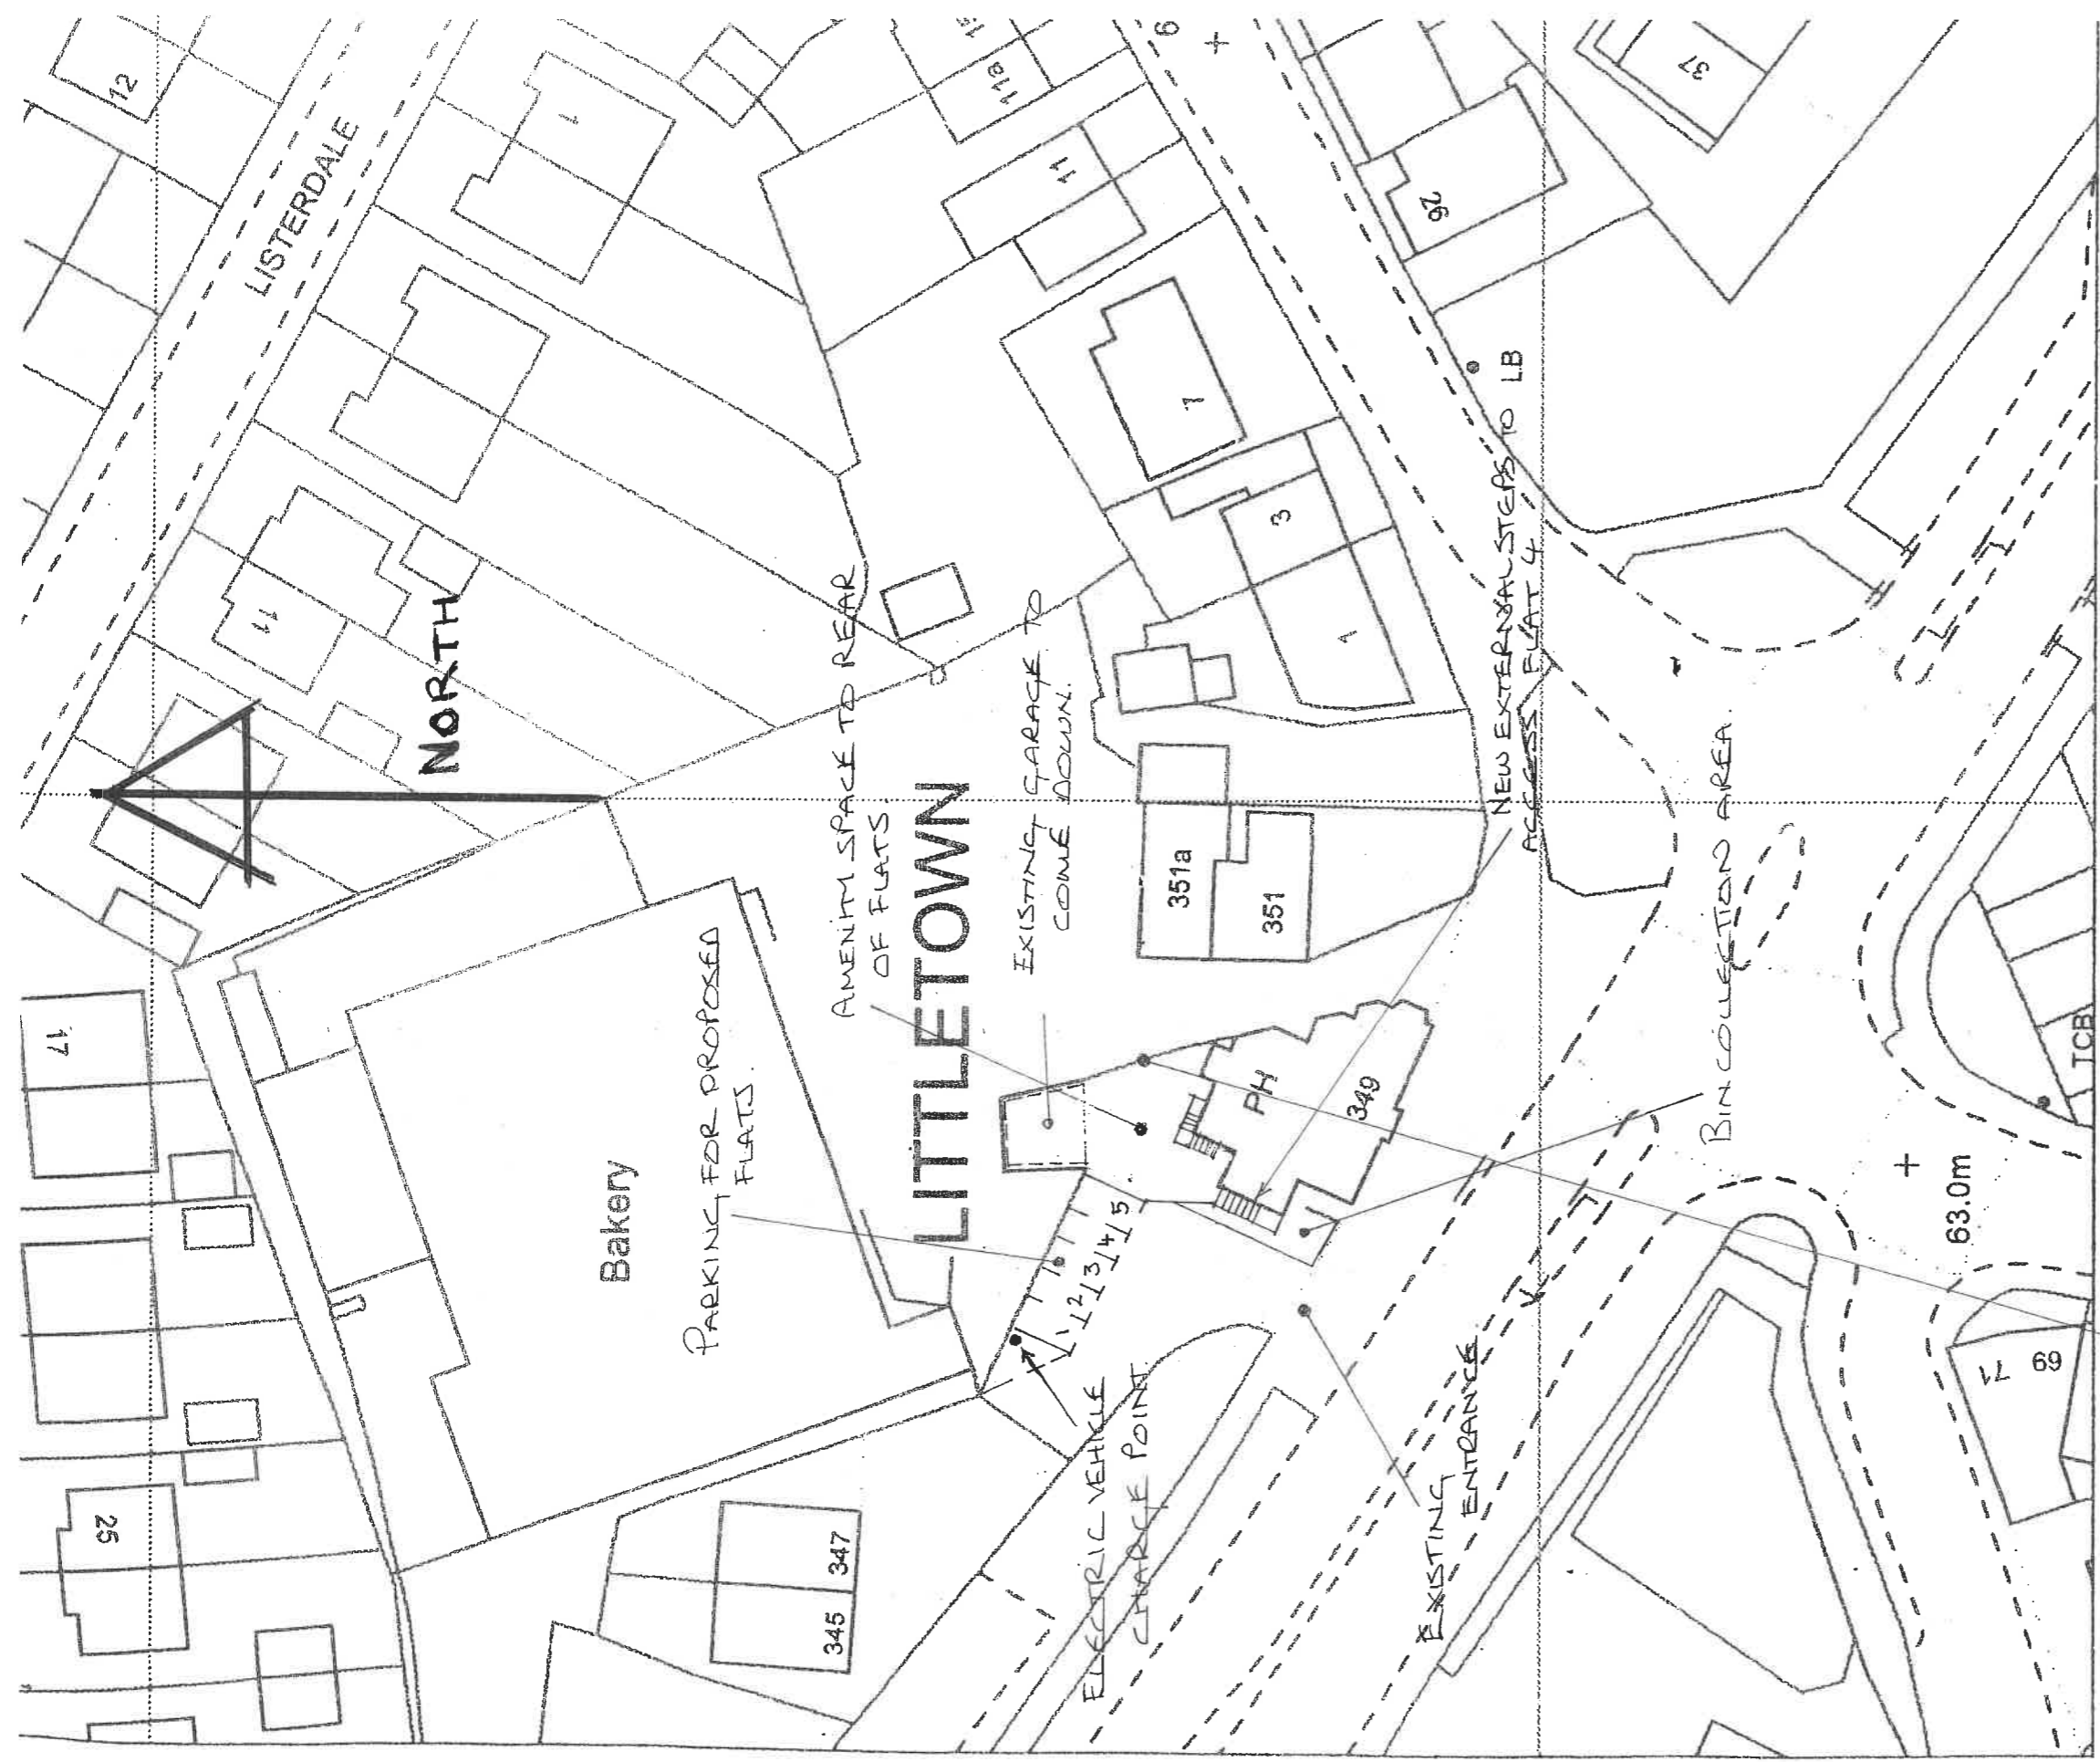 12
LISTERDALE
1
11a
11
37
26
7
3
1
11
NORTH
17
25
Bakery
PARKING FOR PROPOSED
FLATS.
AMENITY SPACE TO REAR
OF FLATS.
LITTLETOWN
EXISTING GARAGE TO
COME DOWN.
351a
351
PH
349
1 2 3 4 5
ELECTRIC VEHICLE
CHARGE POINT
EXISTING
ENTRANCE
NEW EXTERNAL STEPS TO
ACCESS FLAT 4
LB
BIN COLLECTION AREA.
TCB
63.0m
71
69
347
345